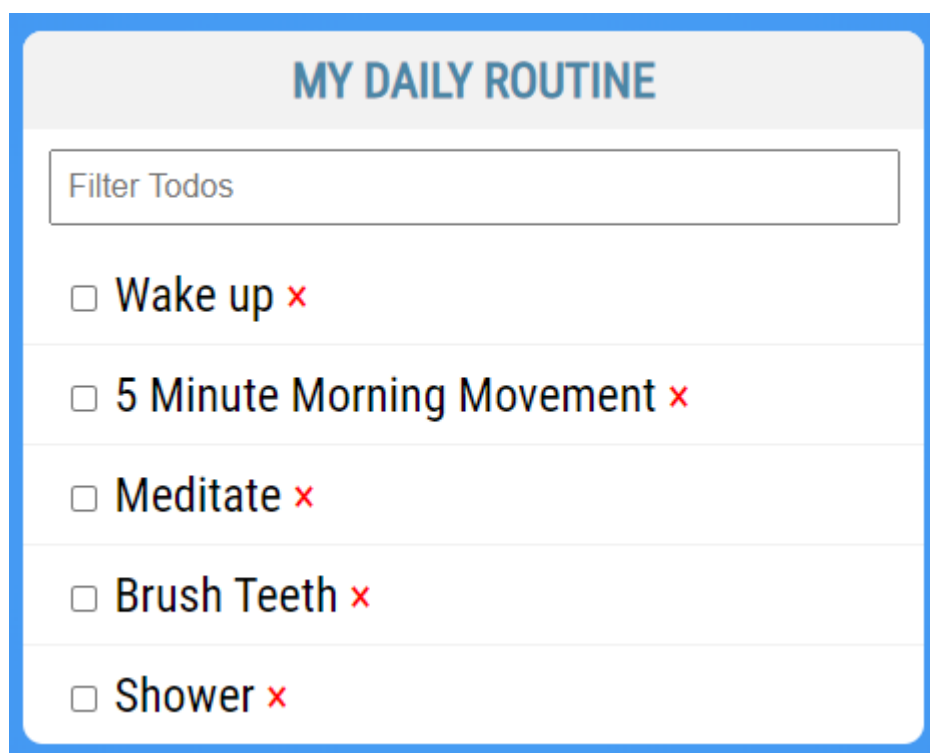 MY DAILY ROUTINE
Filter Todos
Wake up ×
5 Minute Morning Movement ×
Meditate ×
Brush Teeth ×
Shower ×